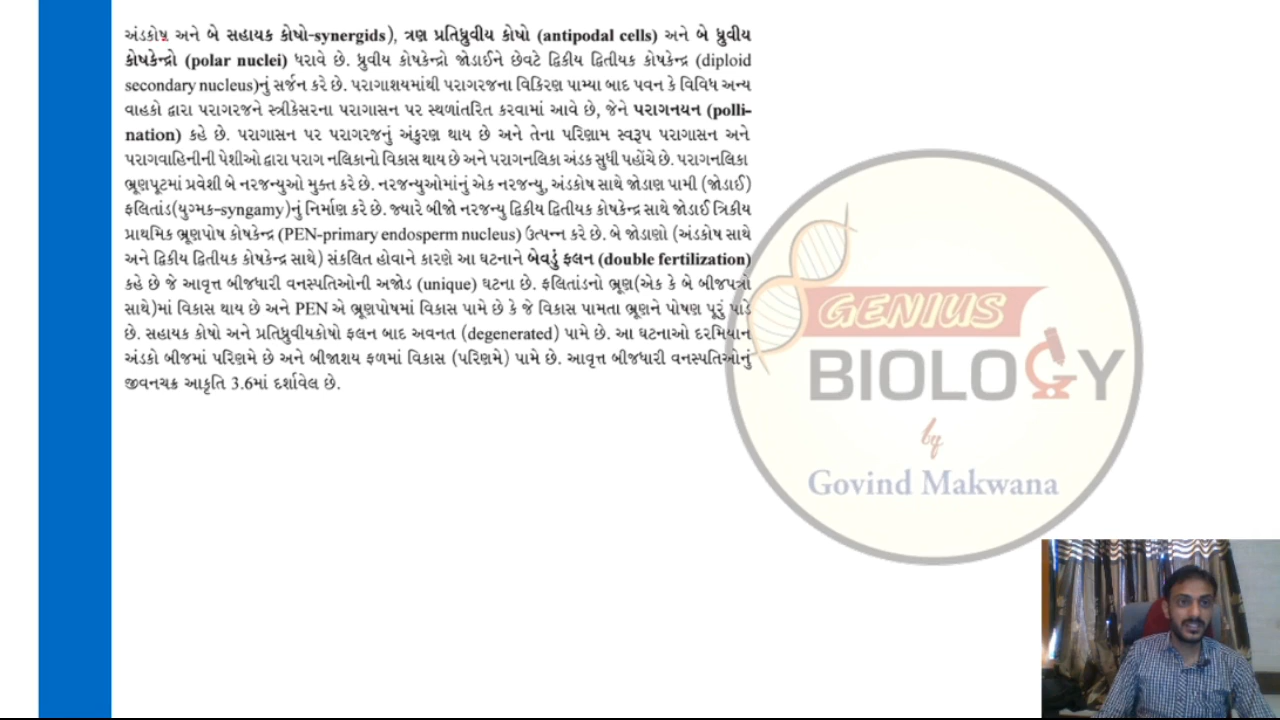 અંડકોષ અને બે સહાયક કોષો-synergids), ત્રણ પ્રતિધ્રુવીય કોષો (antipodal cells) અને બે ધ્રુવીય
કોષકેન્દ્રો (polar nuclei) ધરાવે છે. ધ્રુવીય કોષકેન્દ્રો જોડાઈને છેવટે દ્વિકીય દ્વિતીયક કોષકેન્દ્ર (diploid
secondary nucleus)નું સર્જન કરે છે. પરાગાશયમાંથી પરાગરજના વિકિરણ પામ્યા બાદ પવન કે વિવિધ અન્ય
વાહકો દ્વારા પરાગરજને સ્ત્રીકેસરના પરાગાસન પર સ્થળાંતરિત કરવામાં આવે છે, જેને પરાગનયન (polli-
nation) કહે છે. પરાગાસન પર પરાગરજનું અંકુરણ થાય છે અને તેના પરિણામ સ્વરૂપ પરાગાસન અને
પરાગવાહિનીની પેશીઓ દ્વારા પરાગ નલિકાનો વિકાસ થાય છે અને પરાગનલિકા અંડક સુધી પહોંચે છે. પરાગનલિકા
ભ્રૂણપૂટમાં પ્રવેશી બે નરજન્યુઓ મુક્ત કરે છે. નરજન્યુઓમાંનું એક નરજન્યુ, અંડકોષ સાથે જોડાણ પામી (જોડાઈ)
ફલિતાંડ(યુગ્મક-syngamy)નું નિર્માણ કરે છે. જ્યારે બીજો નરજન્યુ દ્વિકીય દ્વિતીયક કોષકેન્દ્ર સાથે જોડાઈ ત્રિકીય
પ્રાથમિક ભ્રૂણપોષ કોષકેન્દ્ર (PEN-primary endosperm nucleus) ઉત્પન્ન કરે છે. બે જોડાણો (અંડકોષ સાથે
અને દ્વિકીય દ્વિતીયક કોષકેન્દ્ર સાથે) સંકલિત હોવાને કારણે આ ઘટનાને બેવડું ફલન (double fertilization)
કહે છે જે આવૃત્ત બીજધારી વનસ્પતિઓની અજોડ (unique) ઘટના છે. ફલિતાંડનો ભ્રૂણ(એક કે બે બીજપત્રો
સાથે)માં વિકાસ થાય છે અને PEN એ ભ્રૂણપોષમાં વિકાસ પામે છે કે જે વિકાસ પામતા ભ્રૂણને પોષણ પૂરું પાડે
છે. સહાયક કોષો અને પ્રતિધ્રુવીયકોષો ફલન બાદ અવનત (degenerated) પામે છે. આ ઘટનાઓ દરમિયાન
અંડકો બીજમાં પરિણમે છે અને બીજાશય ફળમાં વિકાસ (પરિણમે) પામે છે. આવૃત્ત બીજધારી વનસ્પતિઓનું
જીવનચક્ર આકૃતિ 3.6માં દર્શાવેલ છે.
GENIUS
BIOLOGY
by
Govind Makwana